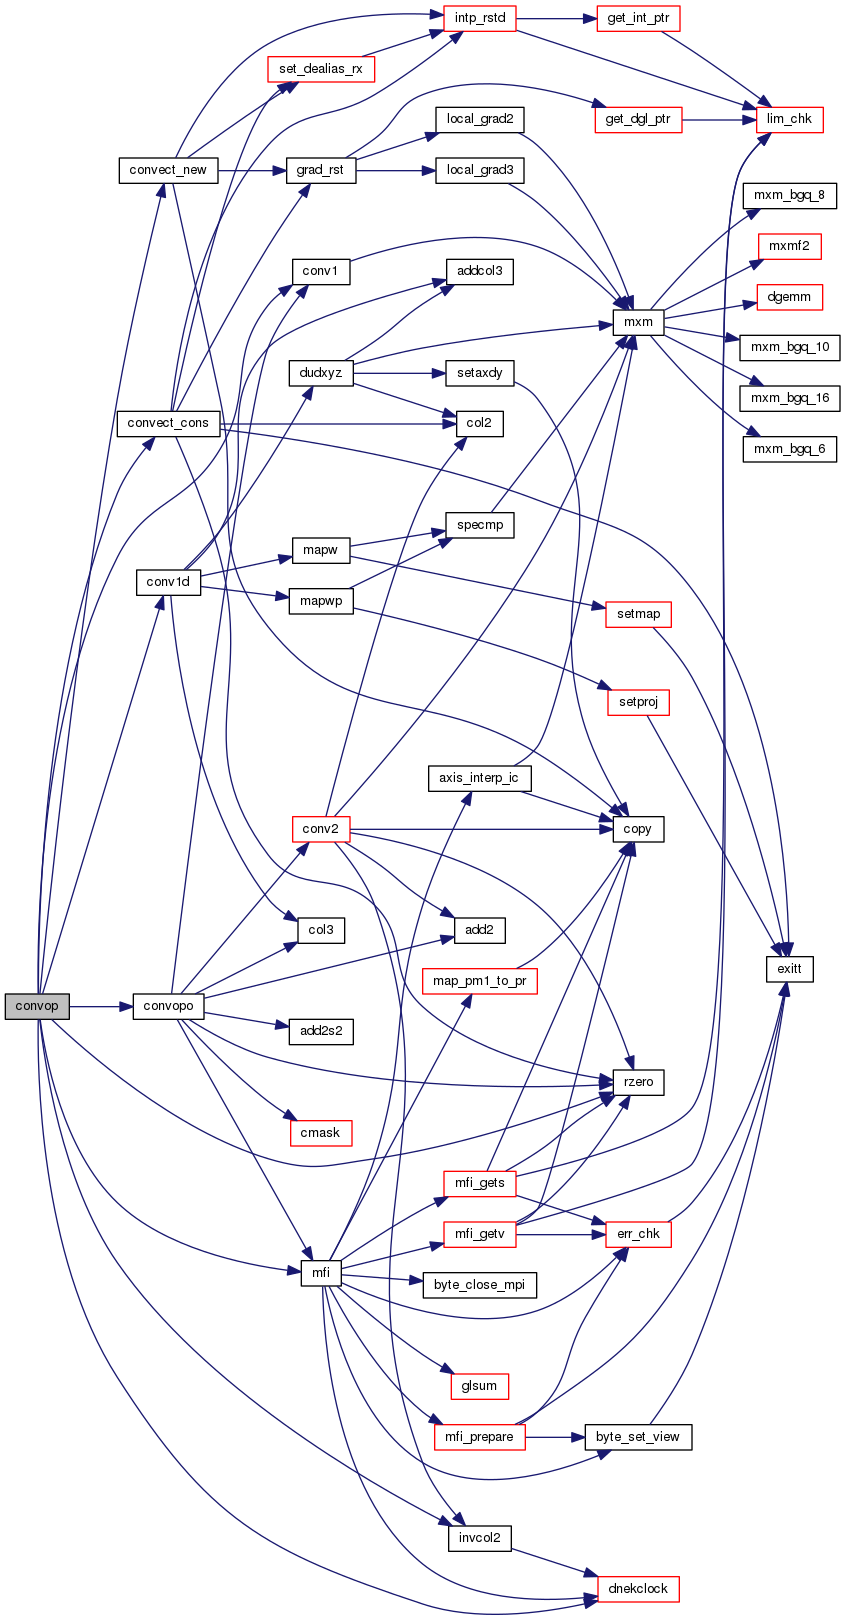 intp_rstd
get_int_ptr
set_dealias_rx
lim_chk
local_grad2
get_dgl_ptr
convect_new
grad_rst
local_grad3
mxm_bgq_8
mxmf2
conv1
addcol3
dgemm
mxm
mxm_bgq_10
dudxyz
setaxdy
mxm_bgq_16
convect_cons
col2
mxm_bgq_6
specmp
mapw
conv1d
mapwp
setmap
setproj
axis_interp_ic
conv2
copy
col3
add2
exitt
map_pm1_to_pr
convop
convopo
add2s2
rzero
cmask
mfi_gets
mfi_getv
err_chk
mfi
byte_close_mpi
glsum
mfi_prepare
byte_set_view
invcol2
dnekclock